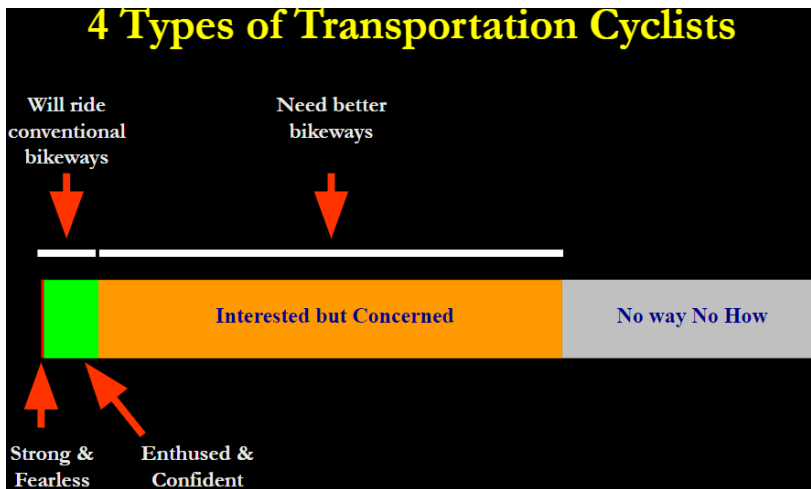 4 Types of Transportation Cyclists
Will ride
conventional
bikeways
Need better
bikeways
Interested but Concerned
No way No How
Strong &
Fearless
Enthused &
Confident